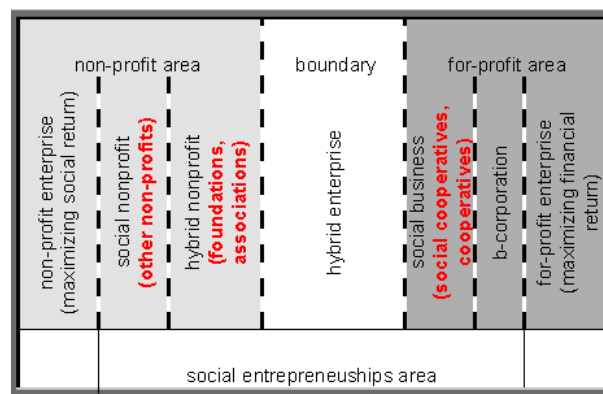 non-profit area
boundary
for-profit area
non-profit enterprise
(maximizing social return)
social nonprofit
(other non-profits)
hybrid nonprofit
(foundations,
associations)
hybrid enterprise
social business
(social cooperatives,
cooperatives)
b-corporation
for-profit enterprise
(maximizing financial
return)
social entrepreneuships area